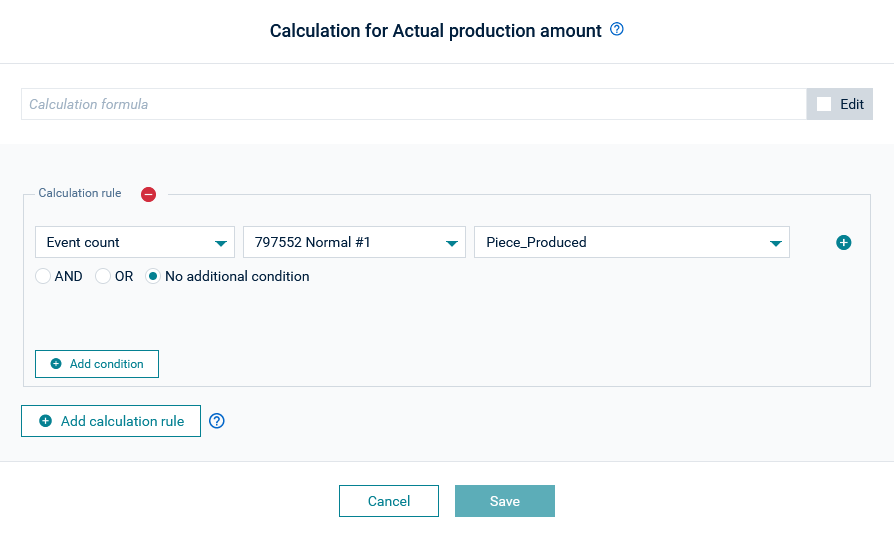 Calculation for Actual production amount
Calculation formula
Edit
Calculation rule
Event count
797552 Normal #1
Piece_Produced
AND OR No additional condition
Add condition
Add calculation rule
Cancel
Save